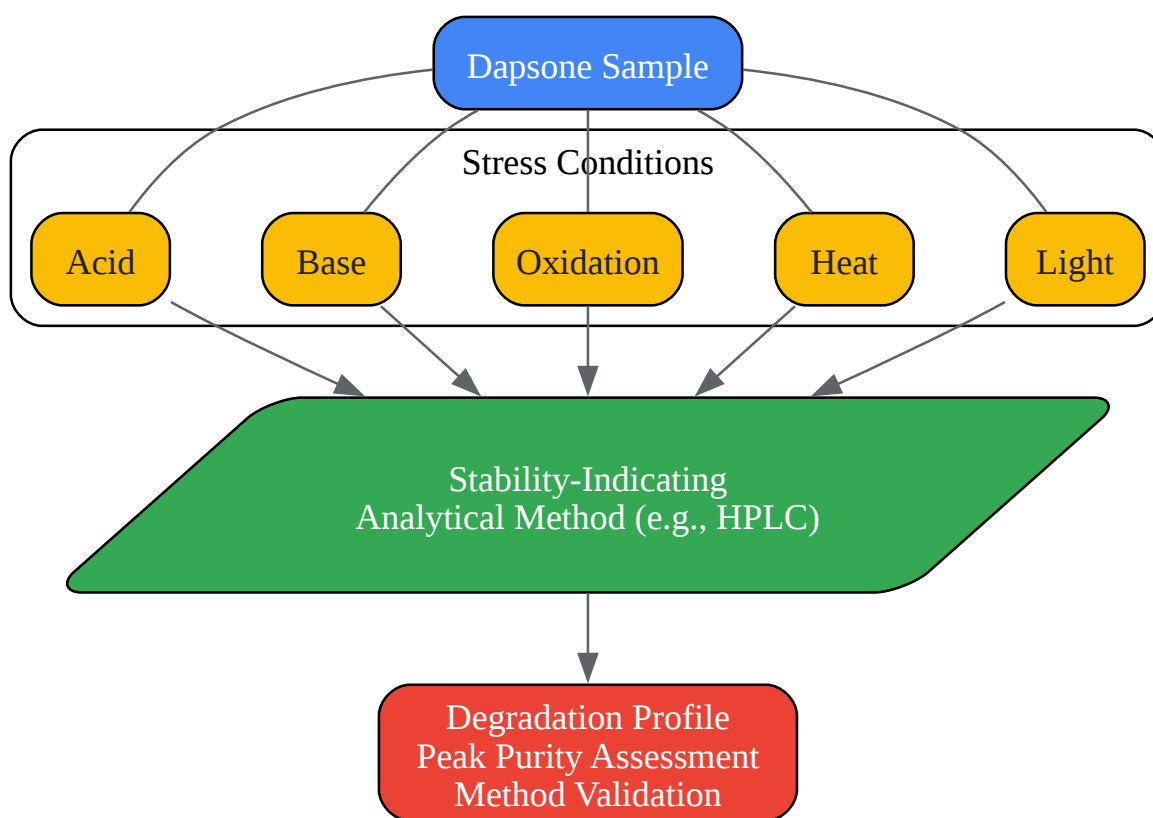 Dapsone Sample
Stress Conditions
Acid
Base
Oxidation
Heat
Light
Stability-Indicating
Analytical Method (e.g., HPLC)
Degradation Profile
Peak Purity Assessment
Method Validation